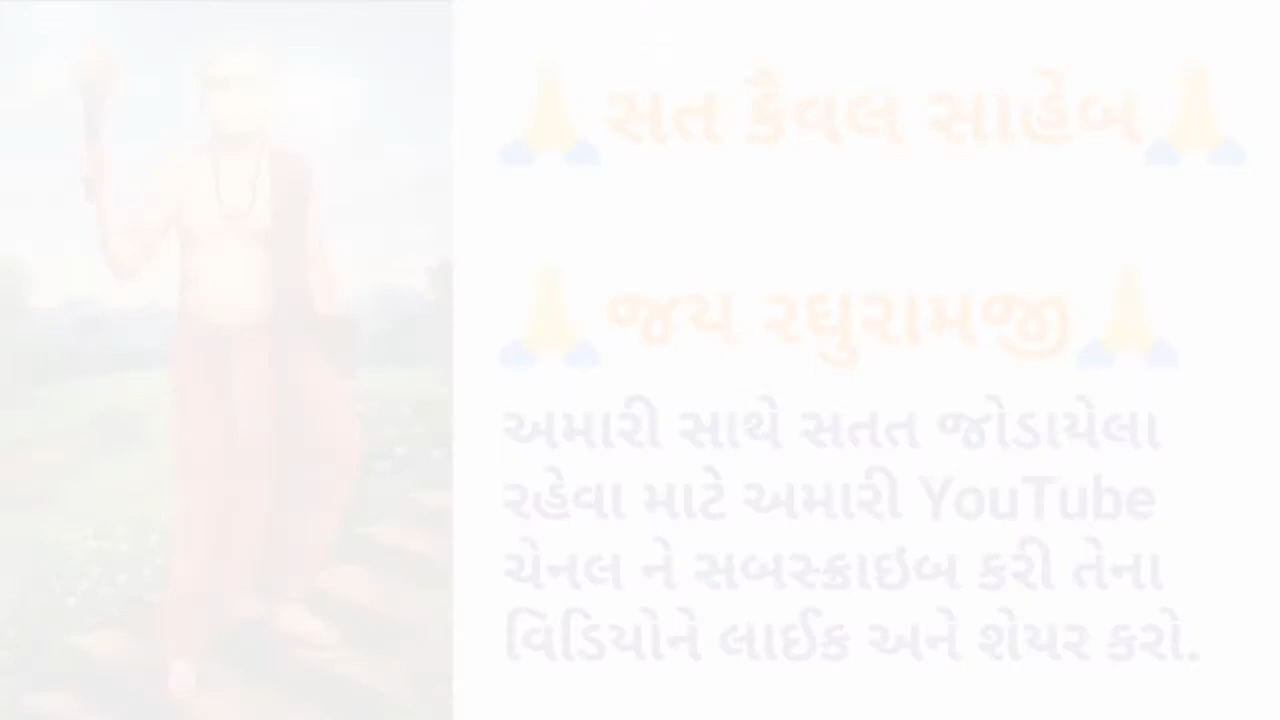 🙏સત કૈવલ સાહેબ🙏
🙏જય રઘુરામજી🙏
અમારી સાથે સતત જોડાયેલા
રહેવા માટે અમારી YouTube
ચેનલ ને સબસ્ક્રાઇબ કરી તેના
વિડિયોને લાઈક અને શેયર કરો.